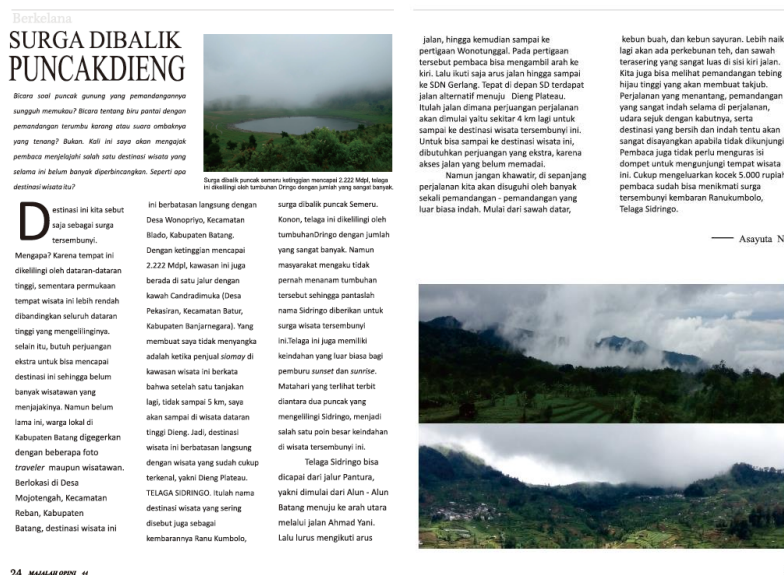 Berkelana
SURGA DIBALIK
PUNCAKDIENG
Bicara soal puncak gunung yang pemandangannya
sungguh memukau? Bicara tentang biru pantai dengan
pemandangan terumbu karang atau suara ombaknya
yang tenang? Bukan. Kali ini saya akan mengajak
pembaca menjelajahi salah satu destinasi wisata yang
selama ini belum banyak diperbincangkan. Seperti apa
destinasi wisata itu?
Surga dibalik puncak semeru ketinggian mencapai 2.222 Mdpl, telaga
ini dikelilingi oleh tumbuhan Dringo dengan jumlah yang sangat banyak.
Destinasi ini kita sebut
saja sebagai surga
tersembunyi.
Mengapa? Karena tempat ini
dikelilingi oleh dataran-dataran
tinggi, sementara permukaan
tempat wisata ini lebih rendah
dibandingkan seluruh dataran
tinggi yang mengelilinginya.
selain itu, butuh perjuangan
ekstra untuk bisa mencapai
destinasi ini sehingga belum
banyak wisatawan yang
menjajakinya. Namun belum
lama ini, warga lokal di
Kabupaten Batang digegerkan
dengan beberapa foto
traveler maupun wisatawan.
Berlokasi di Desa
Mojotengah, Kecamatan
Reban, Kabupaten
Batang, destinasi wisata ini
ini berbatasan langsung dengan
Desa Wonopriyo, Kecamatan
Blado, Kabupaten Batang.
Dengan ketinggian mencapai
2.222 Mdpl, kawasan ini juga
berada di satu jalur dengan
kawah Candradimuka (Desa
Pekasiran, Kecamatan Batur,
Kabupaten Banjarnegara). Yang
membuat saya tidak menyangka
adalah ketika penjual siomay di
kawasan wisata ini berkata
bahwa setelah satu tanjakan
lagi, tidak sampai 5 km, saya
akan sampai di wisata dataran
tinggi Dieng. Jadi, destinasi
wisata ini berbatasan langsung
dengan wisata yang sudah cukup
terkenal, yakni Dieng Plateau.
TELAGA SIDRINGO. Itulah nama
destinasi wisata yang sering
disebut juga sebagai
kembarannya Ranu Kumbolo,
surga dibalik puncak Semeru.
Konon, telaga ini dikelilingi oleh
tumbuhanDringo dengan jumlah
yang sangat banyak. Namun
masyarakat mengaku tidak
pernah menanam tumbuhan
tersebut sehingga pantaslah
nama Sidringo diberikan untuk
surga wisata tersembunyi
ini.Telaga ini juga memiliki
keindahan yang luar biasa bagi
pemburu sunset dan sunrise.
Matahari yang terlihat terbit
diantara dua puncak yang
mengelilingi Sidringo, menjadi
salah satu poin besar keindahan
di wisata tersembunyi ini.
Telaga Sidringo bisa
dicapai dari jalur Pantura,
yakni dimulai dari Alun - Alun
Batang menuju ke arah utara
melalui jalan Ahmad Yani.
Lalu lurus mengikuti arus
jalan, hingga kemudian sampai ke
pertigaan Wonotunggal. Pada pertigaan
tersebut pembaca bisa mengambil arah ke
kiri. Lalu ikuti saja arus jalan hingga sampai
ke SDN Gerlang. Tepat di depan SD terdapat
jalan alternatif menuju Dieng Plateau.
Itulah jalan dimana perjuangan perjalanan
akan dimulai yaitu sekitar 4 km lagi untuk
sampai ke destinasi wisata tersembunyi ini.
Untuk bisa sampai ke destinasi wisata ini,
dibutuhkan perjuangan yang ekstra, karena
akses jalan yang belum memadai.
Namun jangan khawatir, di sepanjang
perjalanan kita akan disuguhi oleh banyak
sekali pemandangan - pemandangan yang
luar biasa indah. Mulai dari sawah datar,
kebun buah, dan kebun sayuran. Lebih naik
lagi akan ada perkebunan teh, dan sawah
terasering yang sangat luas di sisi kiri jalan.
Kita juga bisa melihat pemandangan tebing
hijau tinggi yang akan membuat takjub.
Perjalanan yang menantang, pemandangan
yang sangat indah selama di perjalanan,
udara sejuk dengan kabutnya, serta
destinasi yang bersih dan indah tentu akan
sangat disayangkan apabila tidak dikunjungi
Pembaca juga tidak perlu menguras isi
dompet untuk mengunjungi tempat wisata
ini. Cukup mengeluarkan kocek 5.000 rupiah
pembaca sudah bisa menikmati surga
tersembunyi kembaran Ranukumbolo,
Telaga Sidringo.
Asayuta N
24 MAJALAH OPINI 44